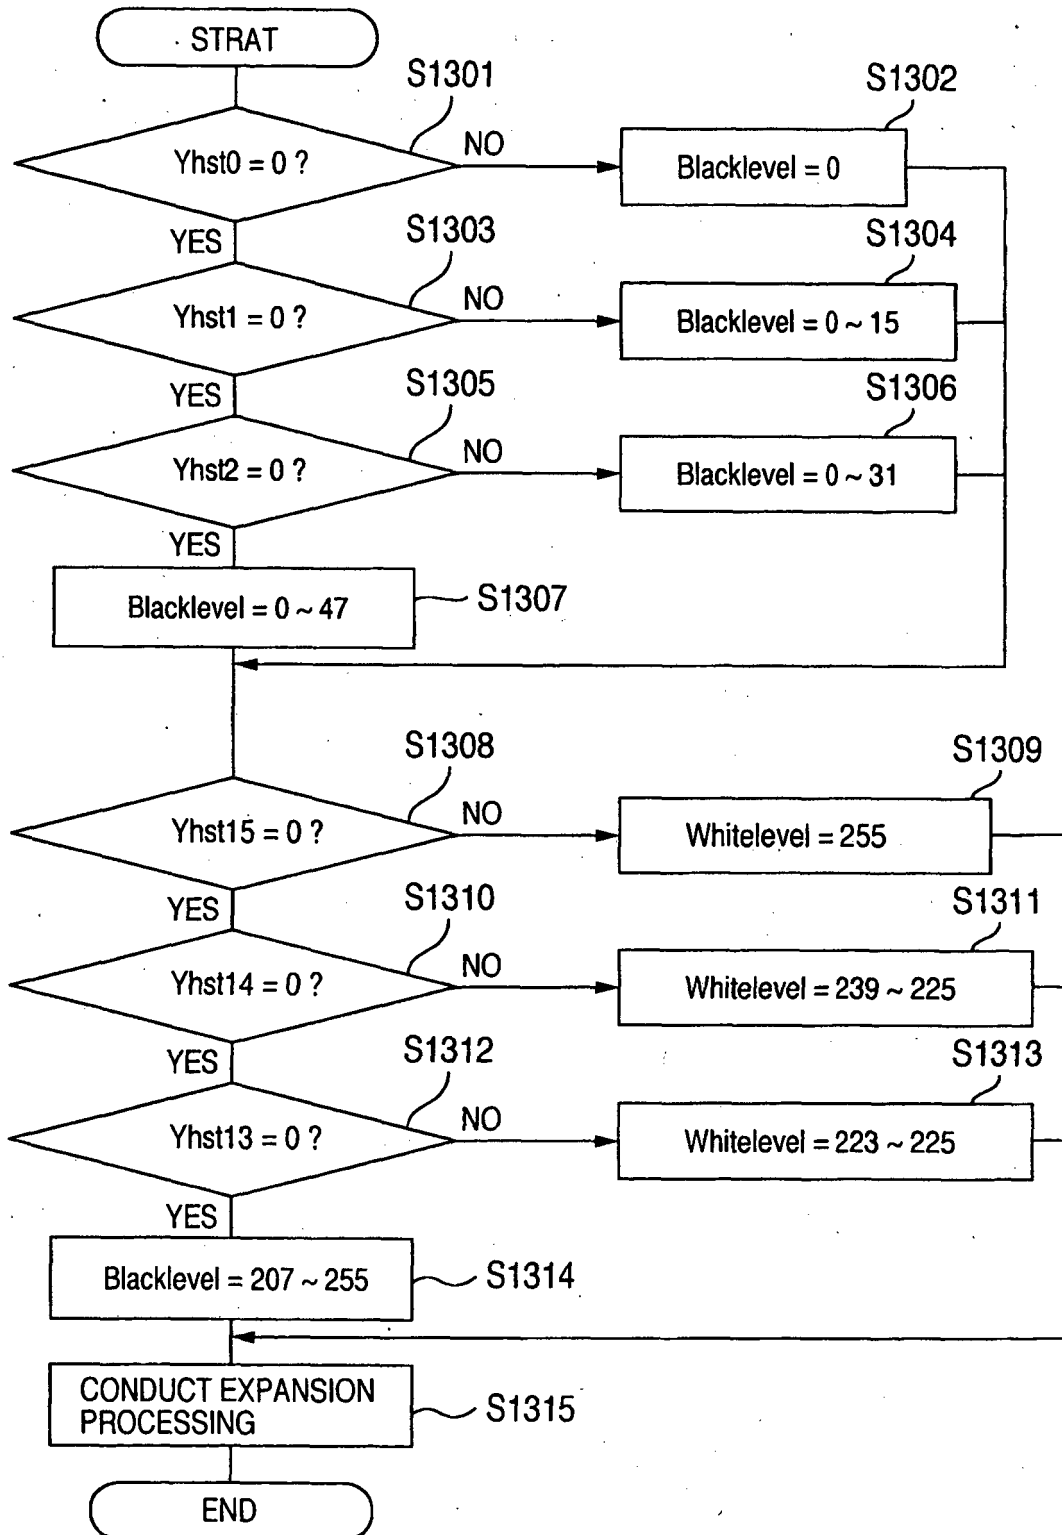 STRAT
S1301
S1302
Yhst0 = 0 ?
NO
Blacklevel = 0
YES
S1303
S1304
Yhst1 = 0 ?
NO
Blacklevel = 0 ~ 15
YES
S1305
S1306
Yhst2 = 0 ?
NO
Blacklevel = 0 ~ 31
YES
Blacklevel = 0 ~ 47
S1307
S1308
S1309
Yhst15 = 0 ?
NO
Whitelevel = 255
YES
S1310
S1311
Yhst14 = 0 ?
NO
Whitelevel = 239 ~ 225
YES
S1312
S1313
Yhst13 = 0 ?
NO
Whitelevel = 223 ~ 225
YES
Blacklevel = 207 ~ 255
S1314
CONDUCT EXPANSION
PROCESSING
S1315
END